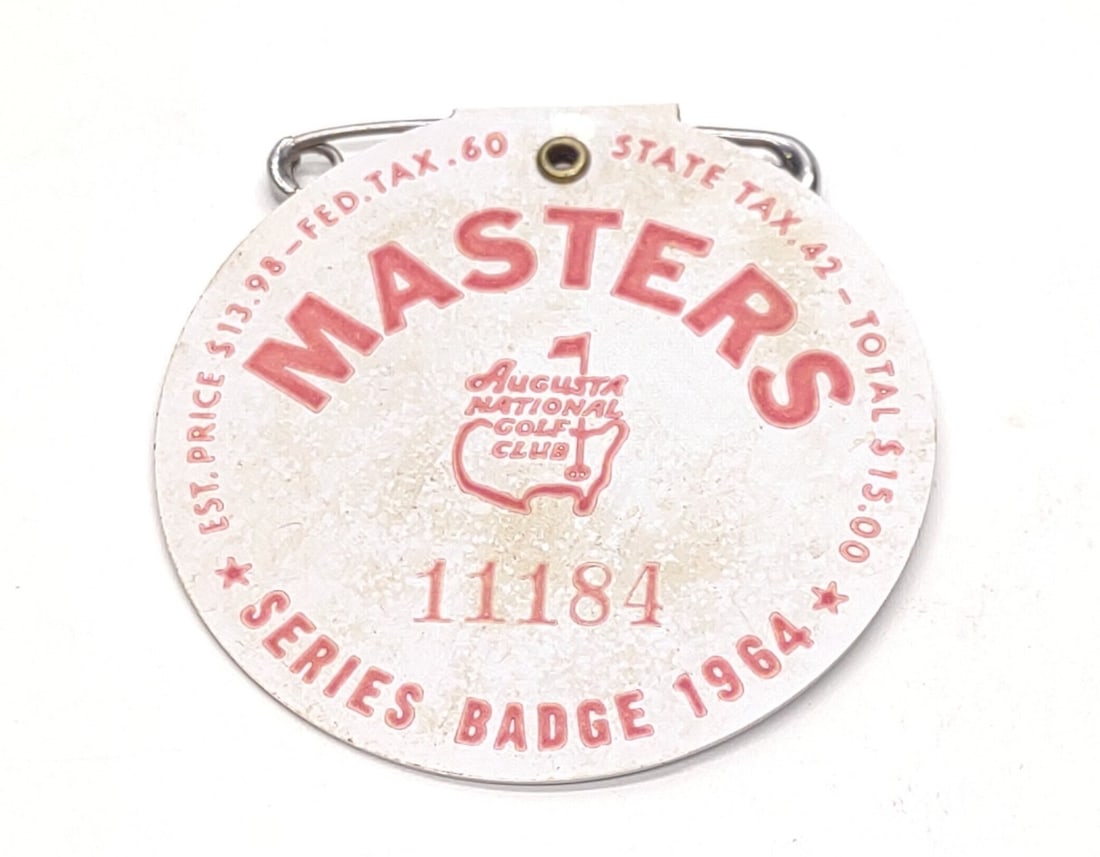 EST.PRICE $13.98-FED.TAX.60 STATE TAX.42-TOTAL $15.00
MASTERS
AUGUSTA
NATIONAL
GOLF
CLUB
11184
★ SERIES BADGE 1964 ★